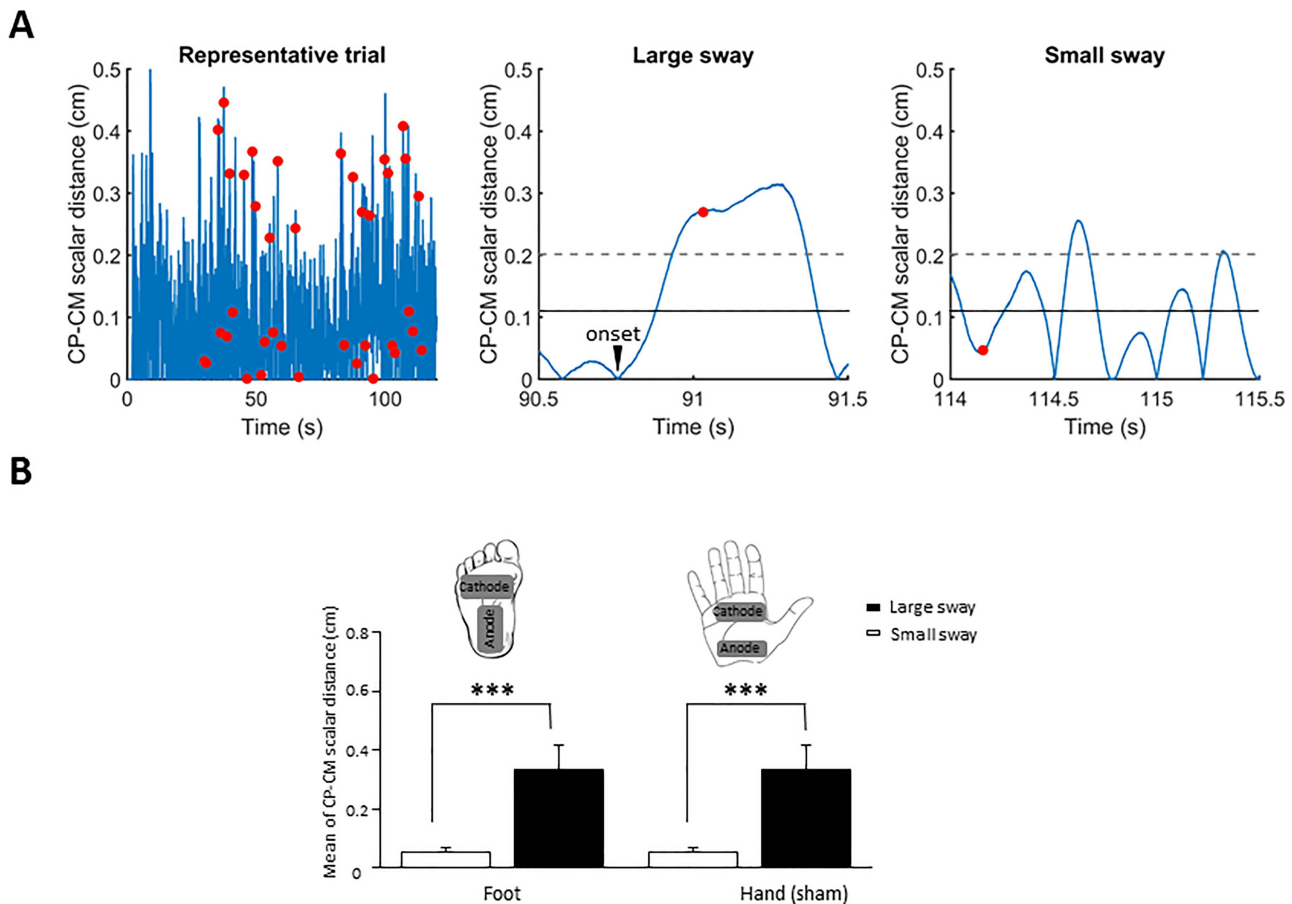 A
Representative trial
CP-CM scalar distance (cm)
0.5
0.4
0.3
0.2
0.1
0
0
50
100
Time (s)
Large sway
CP-CM scalar distance (cm)
0.5
0.4
0.3
0.2
0.1
0
onset
90.5
91
91.5
Time (s)
Small sway
CP-CM scalar distance (cm)
0.5
0.4
0.3
0.2
0.1
0
114
114.5
115
115.5
Time (s)
B
Mean of CP-CM scalar distance (cm)
0.8
0.6
0.4
0.2
0
Cathode
Anode
***
Foot
Cathode
Anode
***
Hand (sham)
Large sway
Small sway